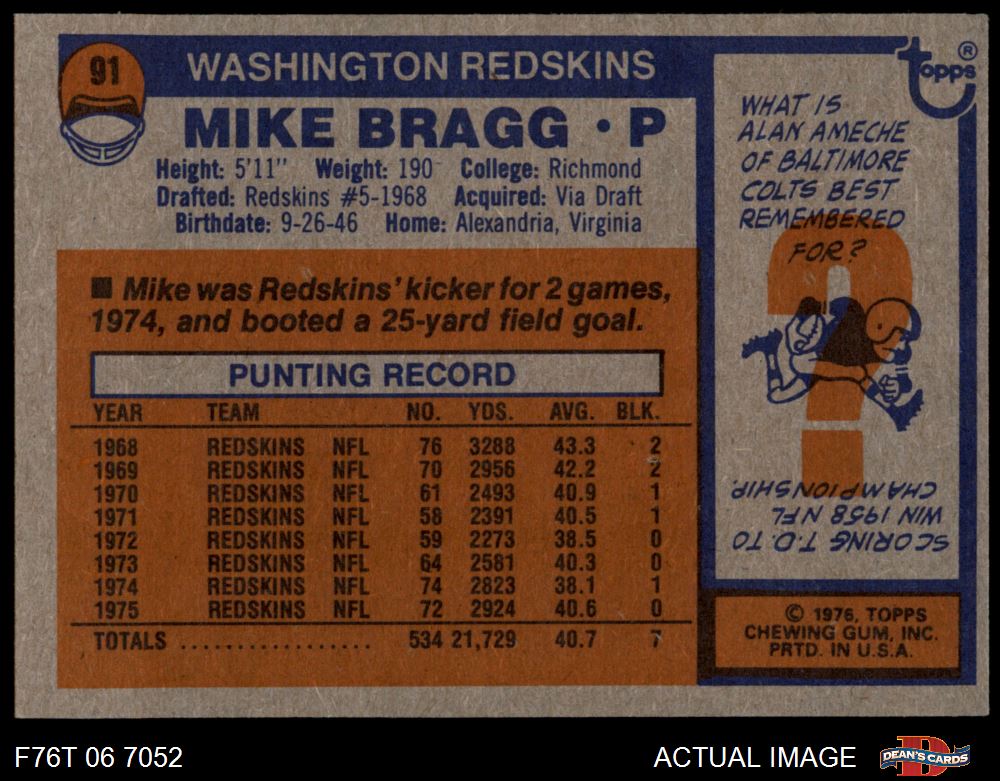 91
WASHINGTON REDSKINS
MIKE BRAGG • P
Height: 5'11" Weight: 190 College: Richmond
Drafted: Redskins #5-1968 Acquired: Via Draft
Birthdate: 9-26-46 Home: Alexandria, Virginia
■ Mike was Redskins' kicker for 2 games,
1974, and booted a 25-yard field goal.
PUNTING RECORD
YEAR TEAM NO. YDS. AVG. BLK.
1968 REDSKINS NFL 76 3288 43.3 2
1969 REDSKINS NFL 70 2956 42.2 2
1970 REDSKINS NFL 61 2493 40.9 1
1971 REDSKINS NFL 58 2391 40.5 1
1972 REDSKINS NFL 59 2273 38.5 0
1973 REDSKINS NFL 64 2581 40.3 0
1974 REDSKINS NFL 74 2823 38.1 1
1975 REDSKINS NFL 72 2924 40.6 0
TOTALS .................. 534 21,729 40.7 7
topps ®
WHAT IS
ALAN AMECHE
OF BALTIMORE
COLTS BEST
REMEMBERED
FOR?
?
SCORING T.D. TO
WIN 1958 NFL
CHAMPIONSHIP.
© 1976, TOPPS
CHEWING GUM, INC.
PRTD. IN U.S.A.
F76T 06 7052
ACTUAL IMAGE
D
DEAN'S CARDS